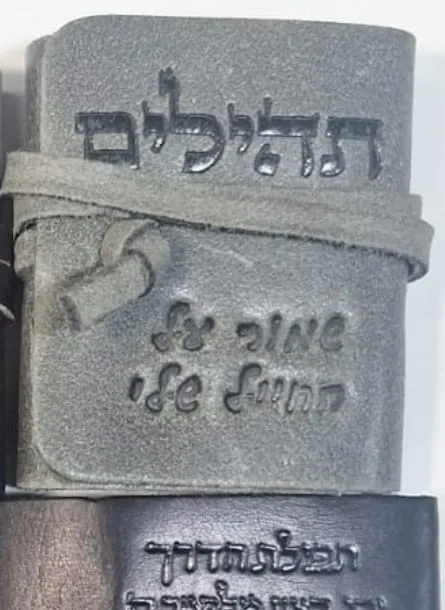 תהילים
שמור על
החייל שלי
תפילת הדרך